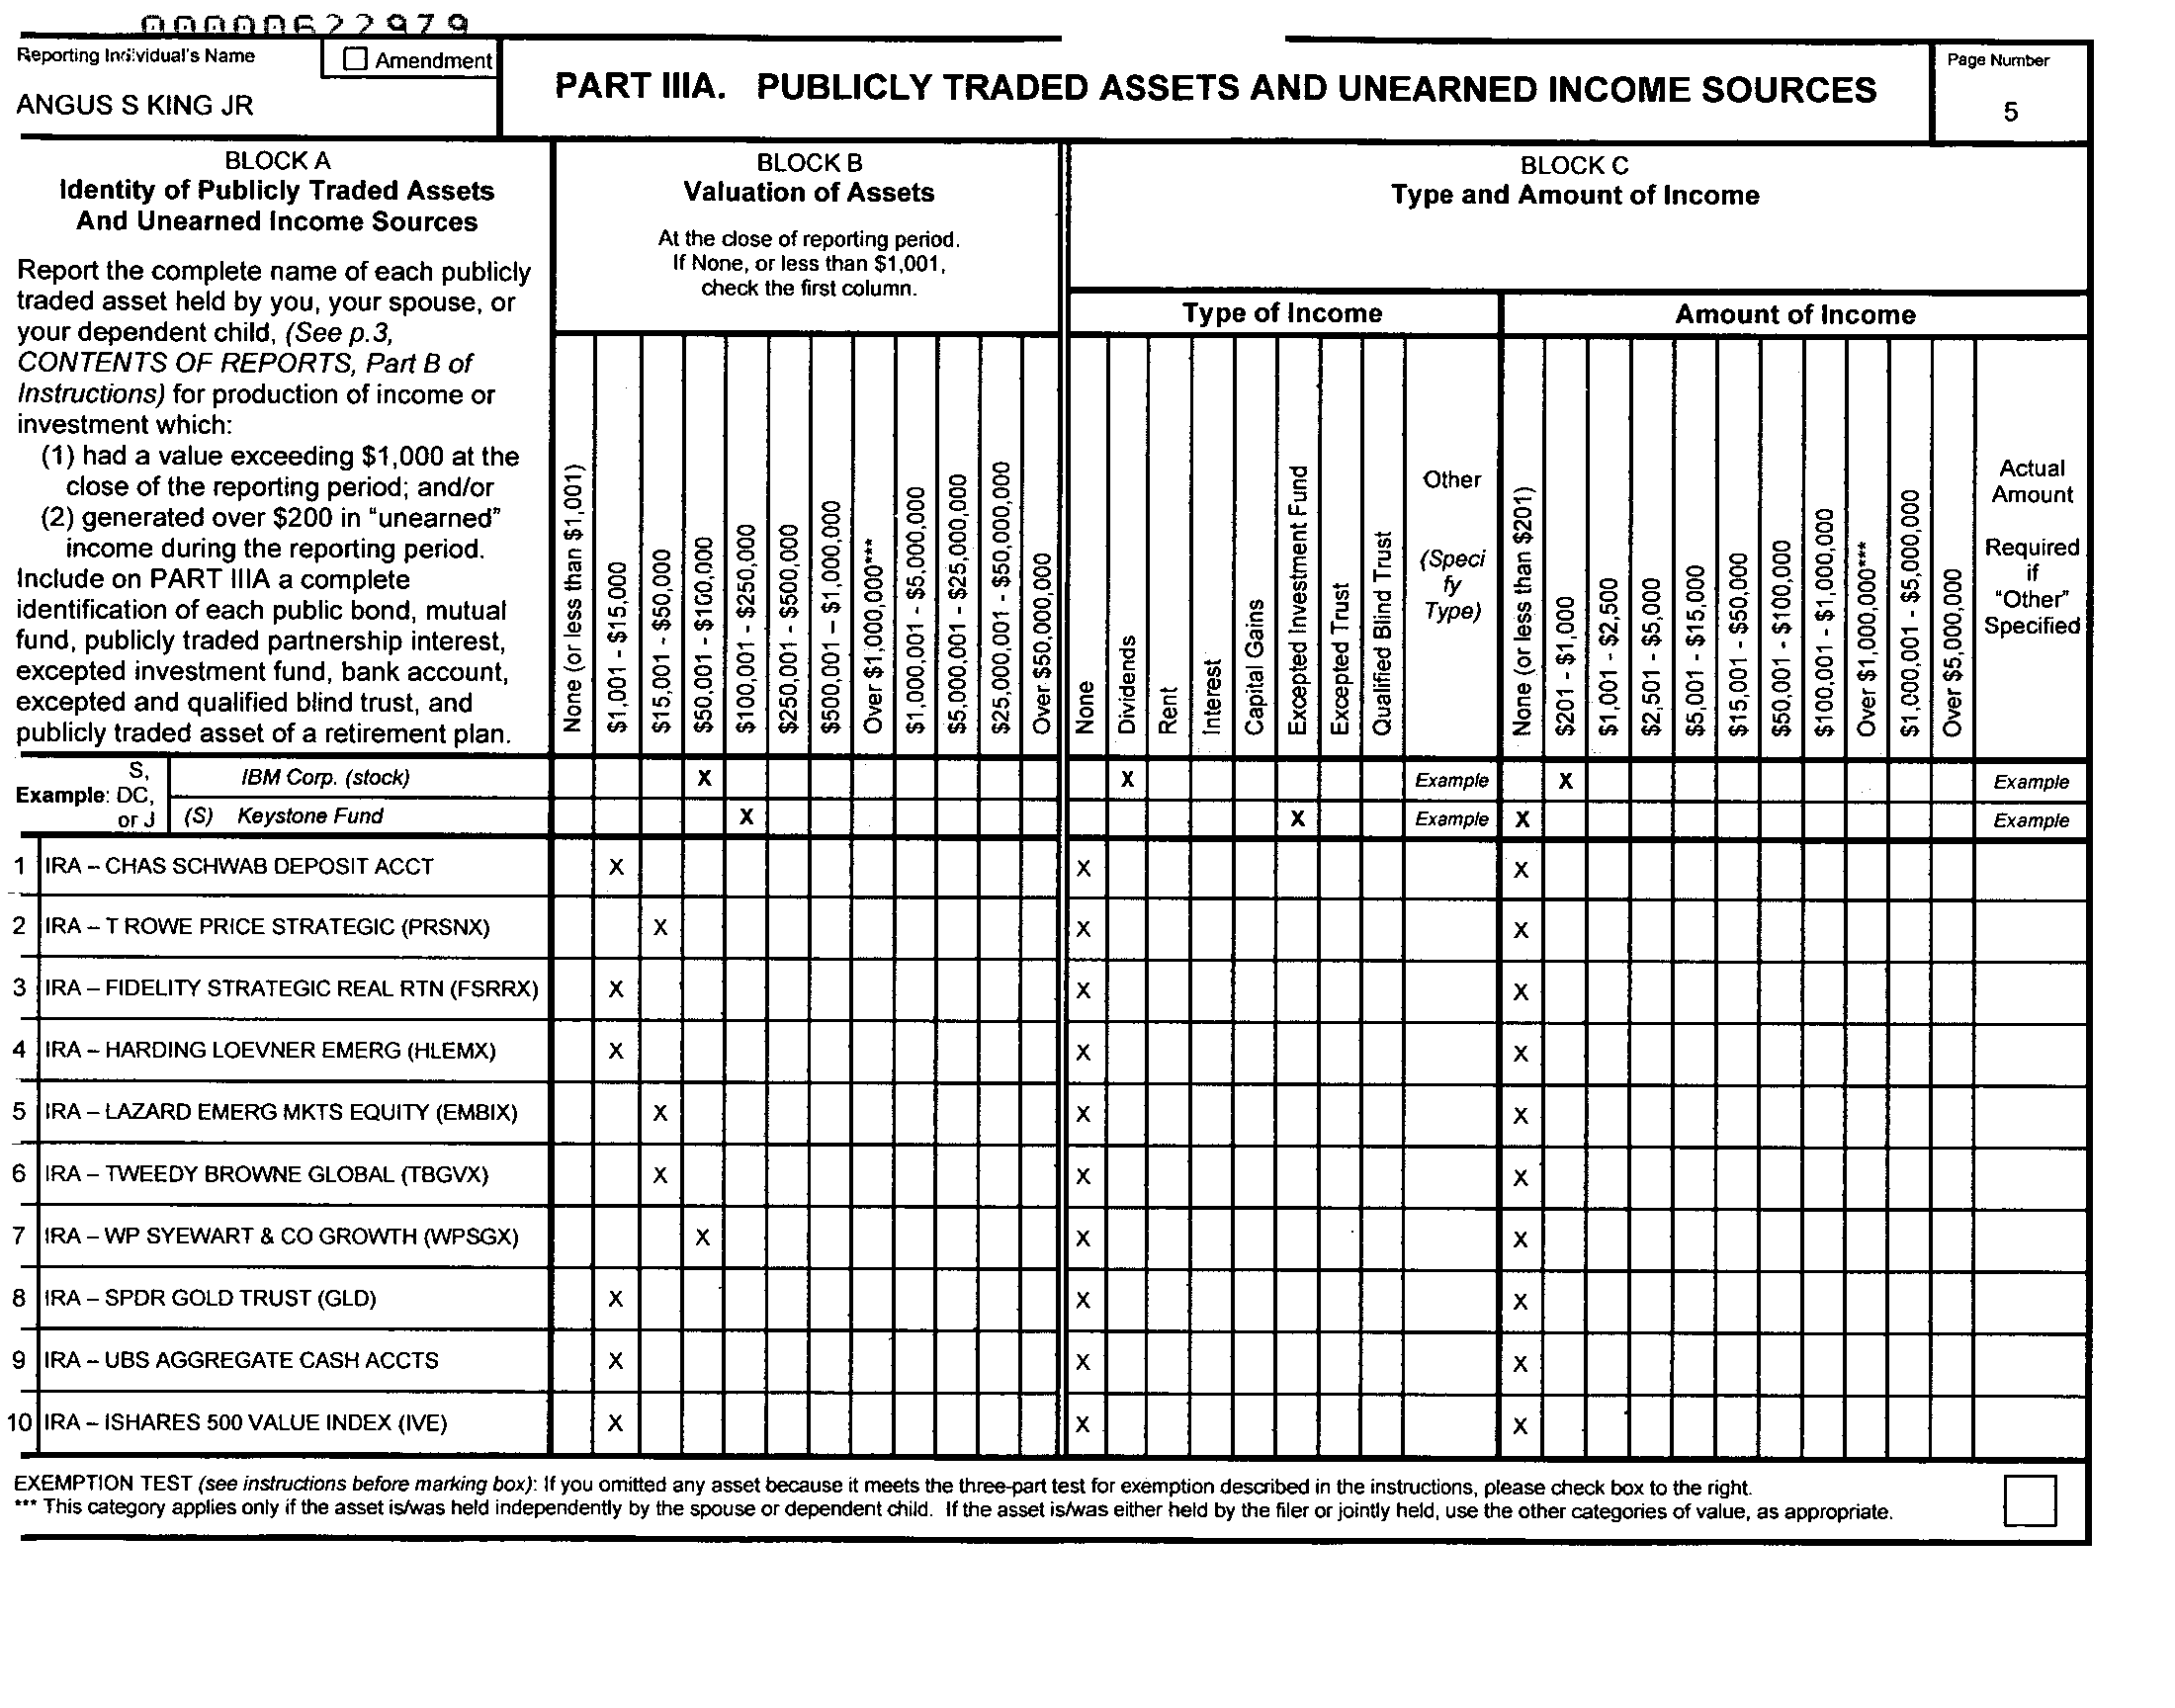 00000622979
Reporting Individual's Name
☐ Amendment
ANGUS S KING JR
PART IIIA. PUBLICLY TRADED ASSETS AND UNEARNED INCOME SOURCES
Page Number
5
BLOCK A
Identity of Publicly Traded Assets
And Unearned Income Sources
Report the complete name of each publicly
traded asset held by you, your spouse, or
your dependent child, (See p.3,
CONTENTS OF REPORTS, Part B of
Instructions) for production of income or
investment which:
(1) had a value exceeding $1,000 at the
close of the reporting period; and/or
(2) generated over $200 in "unearned"
income during the reporting period.
Include on PART IIIA a complete
identification of each public bond, mutual
fund, publicly traded partnership interest,
excepted investment fund, bank account,
excepted and qualified blind trust, and
publicly traded asset of a retirement plan.
BLOCK B
Valuation of Assets
At the close of reporting period.
If None, or less than $1,001,
check the first column.
None (or less than $1,001)
$1,001 - $15,000
$15,001 - $50,000
$50,001 - $100,000
$100,001 - $250,000
$250,001 - $500,000
$500,001 – $1,000,000
Over $1,000,000***
$1,000,001 - $5,000,000
$5,000,001 - $25,000,000
$25,000,001 - $50,000,000
Over $50,000,000
BLOCK C
Type and Amount of Income
Type of Income
None
Dividends
Rent
Interest
Capital Gains
Excepted Investment Fund
Excepted Trust
Qualified Blind Trust
Other
(Speci
fy
Type)
Amount of Income
None (or less than $201)
$201 - $1,000
$1,001 - $2,500
$2,501 - $5,000
$5,001 - $15,000
$15,001 - $50,000
$50,001 - $100,000
$100,001 - $1,000,000
Over $1,000,000***
$1,000,001 - $5,000,000
Over $5,000,000
Actual
Amount
Required
if
"Other"
Specified
Example: S,
DC,
or J
IBM Corp. (stock) X X Example X Example
(S) Keystone Fund X X Example X Example
1 IRA – CHAS SCHWAB DEPOSIT ACCT X X X
2 IRA – T ROWE PRICE STRATEGIC (PRSNX) X X X
3 IRA – FIDELITY STRATEGIC REAL RTN (FSRRX) X X X
4 IRA – HARDING LOEVNER EMERG (HLEMX) X X X
5 IRA – LAZARD EMERG MKTS EQUITY (EMBIX) X X X
6 IRA – TWEEDY BROWNE GLOBAL (TBGVX) X X X
7 IRA – WP SYEWART & CO GROWTH (WPSGX) X X X
8 IRA – SPDR GOLD TRUST (GLD) X X X
9 IRA – UBS AGGREGATE CASH ACCTS X X X
10 IRA – ISHARES 500 VALUE INDEX (IVE) X X X
EXEMPTION TEST (see instructions before marking box): If you omitted any asset because it meets the three-part test for exemption described in the instructions, please check box to the right.
*** This category applies only if the asset is/was held independently by the spouse or dependent child. If the asset is/was either held by the filer or jointly held, use the other categories of value, as appropriate.